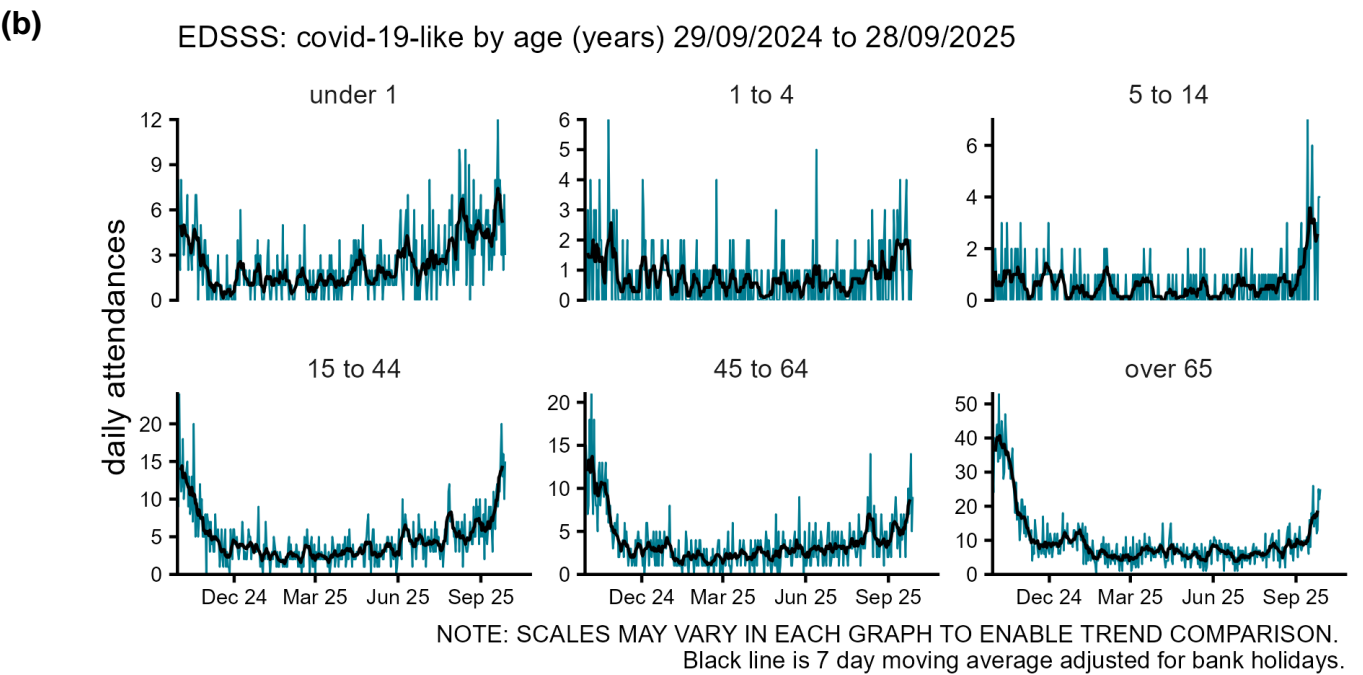 (b)
EDSSS: covid-19-like by age (years) 29/09/2024 to 28/09/2025
daily attendances
under 1
12
9
6
3
0
1 to 4
6
5
4
3
2
1
0
5 to 14
6
4
2
0
15 to 44
20
15
10
5
0
Dec 24 Mar 25 Jun 25 Sep 25
45 to 64
20
15
10
5
0
Dec 24 Mar 25 Jun 25 Sep 25
over 65
50
40
30
20
10
0
Dec 24 Mar 25 Jun 25 Sep 25
NOTE: SCALES MAY VARY IN EACH GRAPH TO ENABLE TREND COMPARISON.
Black line is 7 day moving average adjusted for bank holidays.